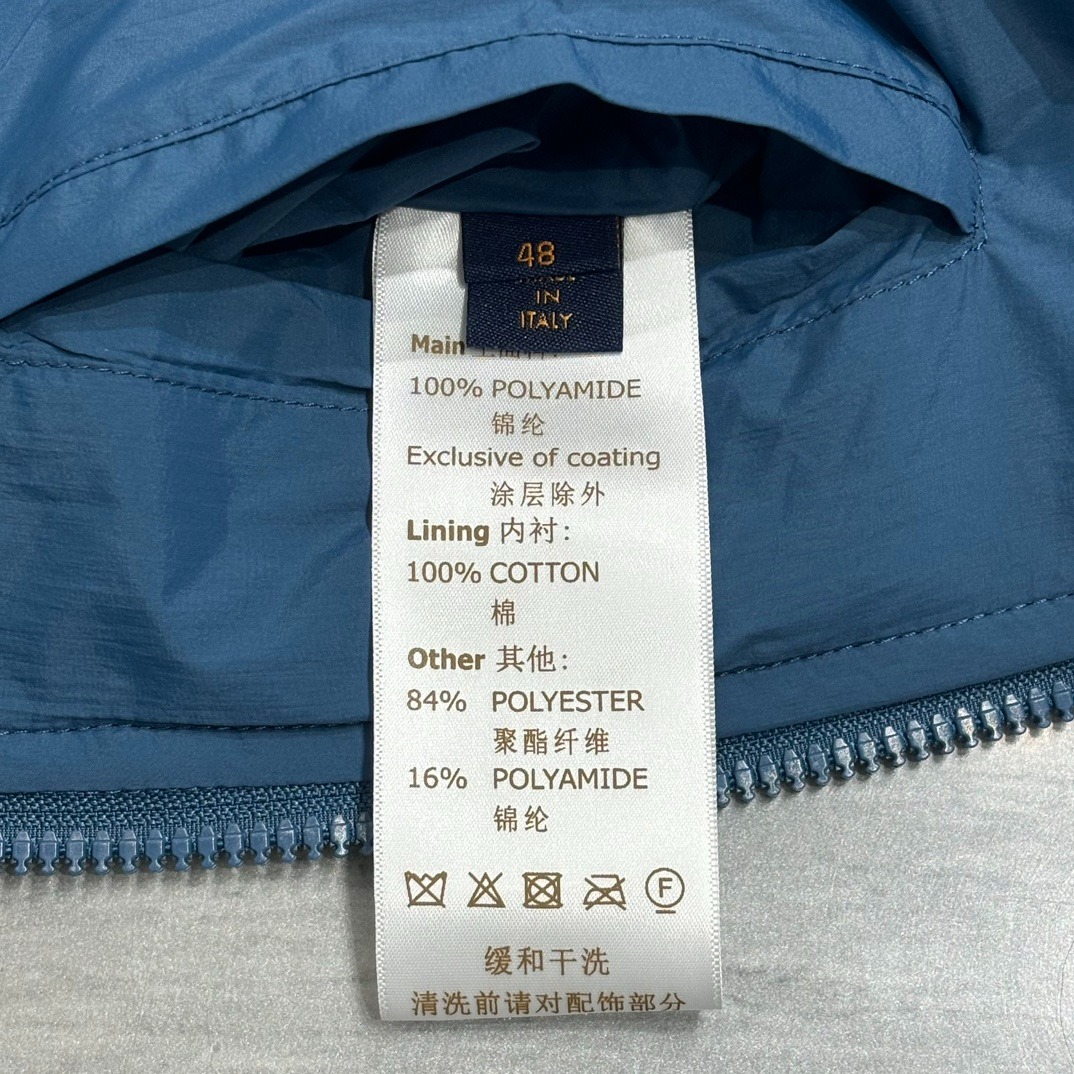 48
IN
ITALY
Main
100% POLYAMIDE
锦纶
Exclusive of coating
涂层除外
Lining 内衬:
100% COTTON
棉
Other 其他:
84% POLYESTER
聚酯纤维
16% POLYAMIDE
锦纶
F
缓和干洗
清洗前请对配饰部分